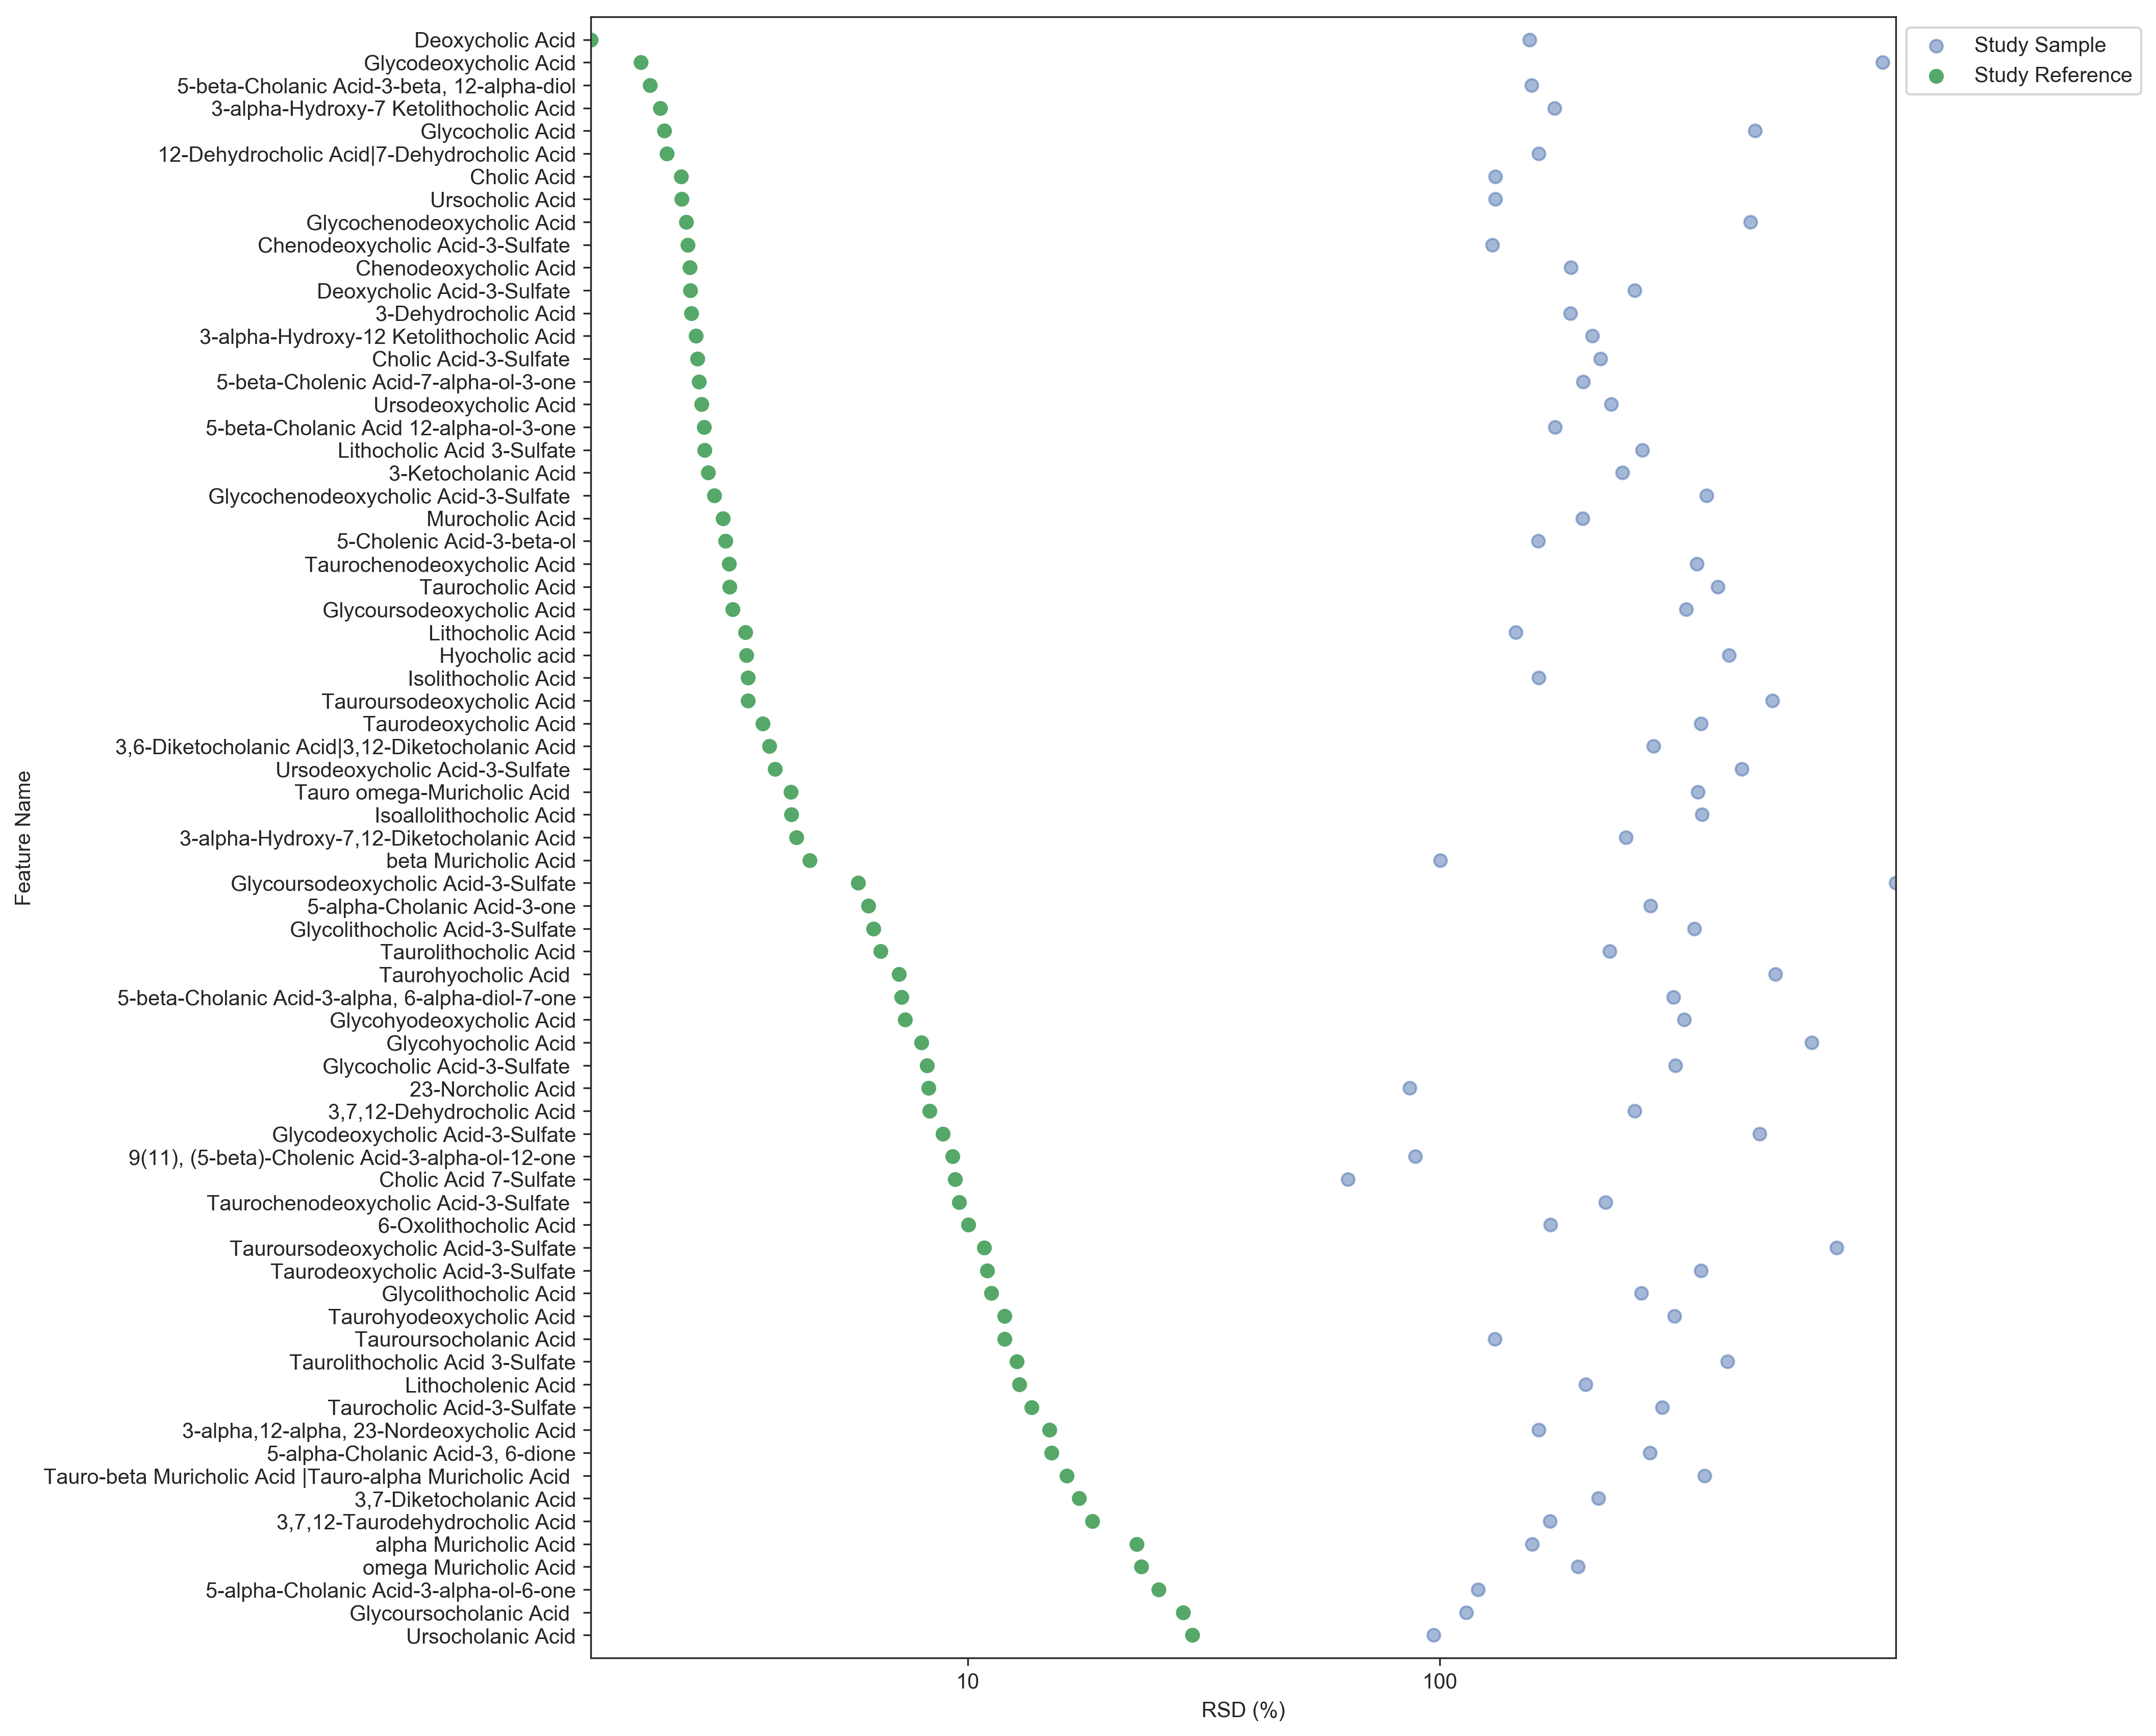 Deoxycholic Acid
Glycodeoxycholic Acid
5-beta-Cholanic Acid-3-beta, 12-alpha-diol
3-alpha-Hydroxy-7 Ketolithocholic Acid
Glycocholic Acid
12-Dehydrocholic Acid|7-Dehydrocholic Acid
Cholic Acid
Ursocholic Acid
Glycochenodeoxycholic Acid
Chenodeoxycholic Acid-3-Sulfate
Chenodeoxycholic Acid
Deoxycholic Acid-3-Sulfate
3-Dehydrocholic Acid
3-alpha-Hydroxy-12 Ketolithocholic Acid
Cholic Acid-3-Sulfate
5-beta-Cholenic Acid-7-alpha-ol-3-one
Ursodeoxycholic Acid
5-beta-Cholanic Acid 12-alpha-ol-3-one
Lithocholic Acid 3-Sulfate
3-Ketocholanic Acid
Glycochenodeoxycholic Acid-3-Sulfate
Murocholic Acid
5-Cholenic Acid-3-beta-ol
Taurochenodeoxycholic Acid
Taurocholic Acid
Glycoursodeoxycholic Acid
Lithocholic Acid
Hyocholic acid
Isolithocholic Acid
Tauroursodeoxycholic Acid
Taurodeoxycholic Acid
3,6-Diketocholanic Acid|3,12-Diketocholanic Acid
Ursodeoxycholic Acid-3-Sulfate
Tauro omega-Muricholic Acid
Isoallolithocholic Acid
3-alpha-Hydroxy-7,12-Diketocholanic Acid
beta Muricholic Acid
Glycoursodeoxycholic Acid-3-Sulfate
5-alpha-Cholanic Acid-3-one
Glycolithocholic Acid-3-Sulfate
Taurolithocholic Acid
Taurohyocholic Acid
5-beta-Cholanic Acid-3-alpha, 6-alpha-diol-7-one
Glycohyodeoxycholic Acid
Glycohyocholic Acid
Glycocholic Acid-3-Sulfate
23-Norcholic Acid
3,7,12-Dehydrocholic Acid
Glycodeoxycholic Acid-3-Sulfate
9(11), (5-beta)-Cholenic Acid-3-alpha-ol-12-one
Cholic Acid 7-Sulfate
Taurochenodeoxycholic Acid-3-Sulfate
6-Oxolithocholic Acid
Tauroursodeoxycholic Acid-3-Sulfate
Taurodeoxycholic Acid-3-Sulfate
Glycolithocholic Acid
Taurohyodeoxycholic Acid
Tauroursocholanic Acid
Taurolithocholic Acid 3-Sulfate
Lithocholenic Acid
Taurocholic Acid-3-Sulfate
3-alpha,12-alpha, 23-Nordeoxycholic Acid
5-alpha-Cholanic Acid-3, 6-dione
Tauro-beta Muricholic Acid |Tauro-alpha Muricholic Acid
3,7-Diketocholanic Acid
3,7,12-Taurodehydrocholic Acid
alpha Muricholic Acid
omega Muricholic Acid
5-alpha-Cholanic Acid-3-alpha-ol-6-one
Glycoursocholanic Acid
Ursocholanic Acid
Feature Name
10
100
RSD (%)
Study Sample
Study Reference